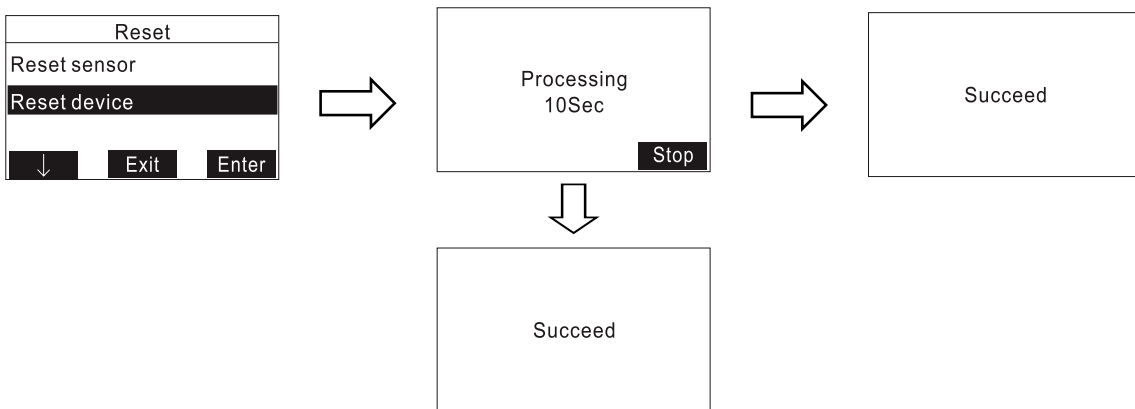 Reset
Reset sensor
Reset device
↓ Exit Enter
Processing
10Sec
Stop
Succeed
Succeed